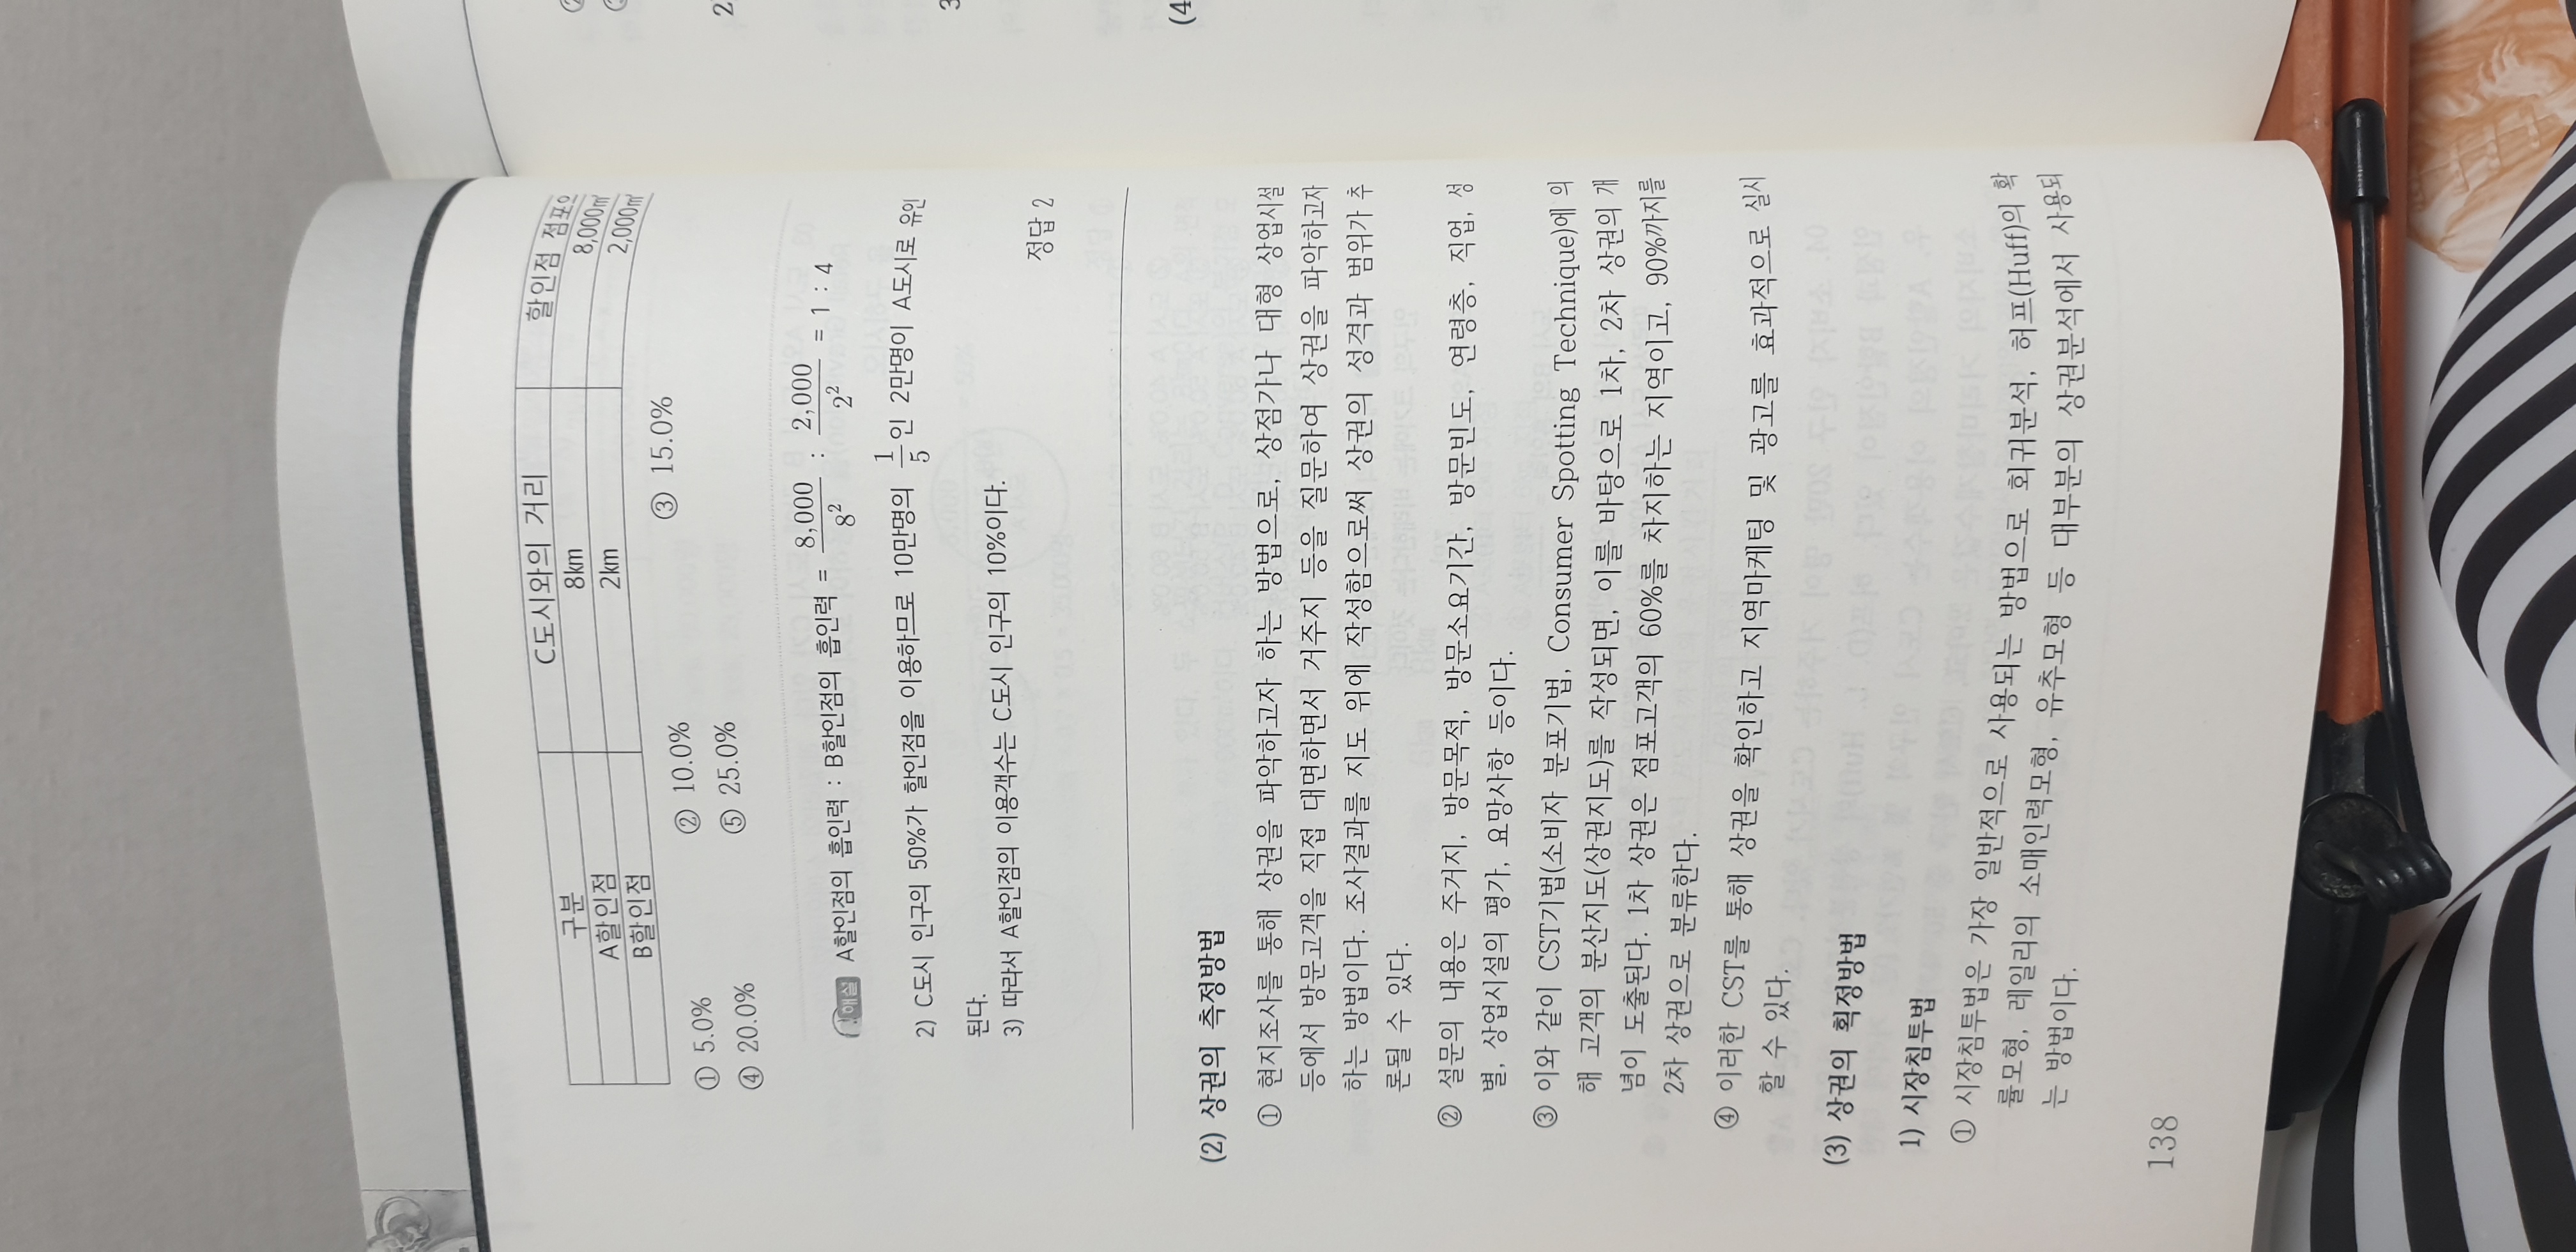 구분 C도시와의 거리 할인점 점포의
A할인점 8km 8,000㎡
B할인점 2km 2,000㎡
① 5.0% ② 10.0% ③ 15.0%
④ 20.0% ⑤ 25.0%
해설 A할인점의 흡인력 : B할인점의 흡인력 = 8,000/8² : 2,000/2² = 1 : 4
2) C도시 인구의 50%가 할인점을 이용하므로 10만명의 1/5인 2만명이 A도시로 유인
된다.
3) 따라서 A할인점의 이용객수는 C도시 인구의 10%이다.
정답 2
(2) 상권의 측정방법
① 현지조사를 통해 상권을 파악하고자 하는 방법으로, 상점가나 대형 상업시설
등에서 방문고객을 직접 대면하면서 거주지 등을 질문하여 상권을 파악하고자
하는 방법이다. 조사결과를 지도 위에 작성함으로써 상권의 성격과 범위가 추
론될 수 있다.
② 설문의 내용은 주거지, 방문목적, 방문소요기간, 방문빈도, 연령층, 직업, 성
별, 상업시설의 평가, 요망사항 등이다.
③ 이와 같이 CST기법(소비자 분포기법, Consumer Spotting Technique)에 의
해 고객의 분산지도(상권지도)를 작성되면, 이를 바탕으로 1차, 2차 상권의 개
념이 도출된다. 1차 상권은 점포고객의 60%를 차지하는 지역이고, 90%까지를
2차 상권으로 분류한다.
④ 이러한 CST를 통해 상권을 확인하고 지역마케팅 및 광고를 효과적으로 실시
할 수 있다.
(3) 상권의 획정방법
1) 시장침투법
① 시장침투법은 가장 일반적으로 사용되는 방법으로 회귀분석, 허프(Huff)의 확
률모형, 레일리의 소매인력모형, 유추모형 등 대부분의 상권분석에서 사용되
는 방법이다.
138
2
3
(4